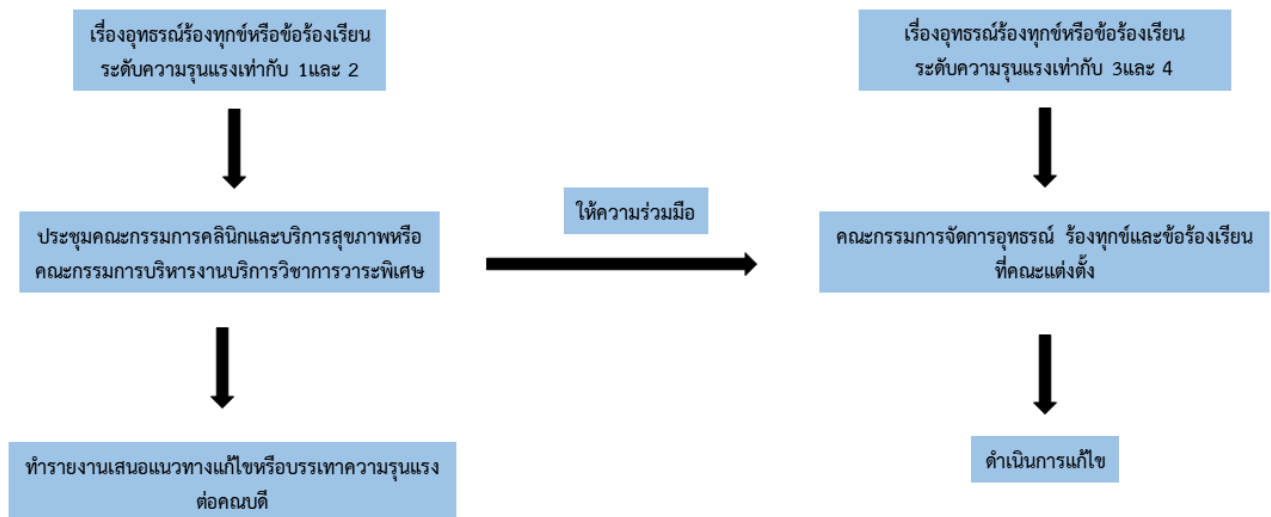 เรื่องอุทธรณ์ร้องทุกข์หรือข้อร้องเรียน
ระดับความรุนแรงเท่ากับ 1และ 2
เรื่องอุทธรณ์ร้องทุกข์หรือข้อร้องเรียน
ระดับความรุนแรงเท่ากับ 3และ 4
ให้ความร่วมมือ
ประชุมคณะกรรมการคลินิกและบริการสุขภาพหรือ
คณะกรรมการบริหารงานบริการวิชาการวาระพิเศษ
คณะกรรมการจัดการอุทธรณ์ ร้องทุกข์และข้อร้องเรียน
ที่คณะแต่งตั้ง
ทำรายงานเสนอแนวทางแก้ไขหรือบรรเทาความรุนแรง
ต่อคณบดี
ดำเนินการแก้ไข